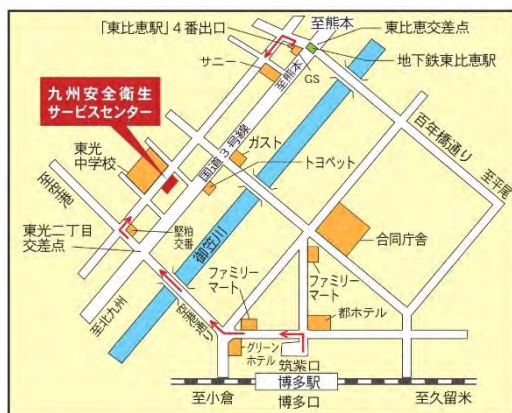 「東比恵駅」4番出口
至熊本
東比恵交差点
地下鉄東比恵駅
サニー
GS
至熊本
九州安全衛生
サービスセンター
百年橋通り
至平尾
東光
中学校
国道3号線
ガスト
トヨペット
至空港
東光二丁目
交差点
堅粕
交番
御笠川
合同庁舎
ファミリー
マート
至北九州
空港通り
ファミリー
マート
都ホテル
グリーン
ホテル
筑紫口
博多駅
至小倉
博多口
至久留米